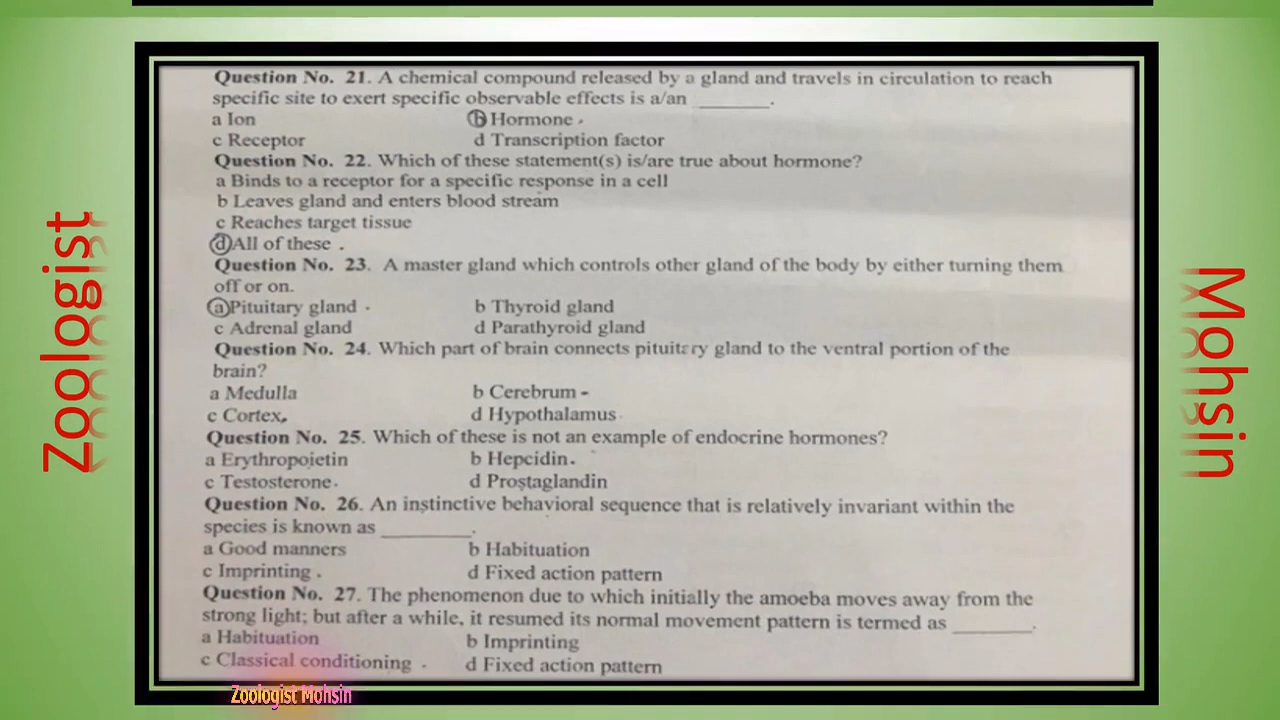 Question No. 21. A chemical compound released by a gland and travels in circulation to reach
specific site to exert specific observable effects is a/an ________.
a Ion b Hormone
c Receptor d Transcription factor
Question No. 22. Which of these statement(s) is/are true about hormone?
a Binds to a receptor for a specific response in a cell
b Leaves gland and enters blood stream
c Reaches target tissue
d All of these
Question No. 23. A master gland which controls other gland of the body by either turning them
off or on.
a Pituitary gland b Thyroid gland
c Adrenal gland d Parathyroid gland
Question No. 24. Which part of brain connects pituitary gland to the ventral portion of the
brain?
a Medulla b Cerebrum
c Cortex d Hypothalamus
Question No. 25. Which of these is not an example of endocrine hormones?
a Erythropoietin b Hepcidin
c Testosterone d Prostaglandin
Question No. 26. An instinctive behavioral sequence that is relatively invariant within the
species is known as __________.
a Good manners b Habituation
c Imprinting d Fixed action pattern
Question No. 27. The phenomenon due to which initially the amoeba moves away from the
strong light; but after a while, it resumed its normal movement pattern is termed as _________.
a Habituation b Imprinting
c Classical conditioning d Fixed action pattern
Zoologist Mohsin
Zoologist
Mohsin